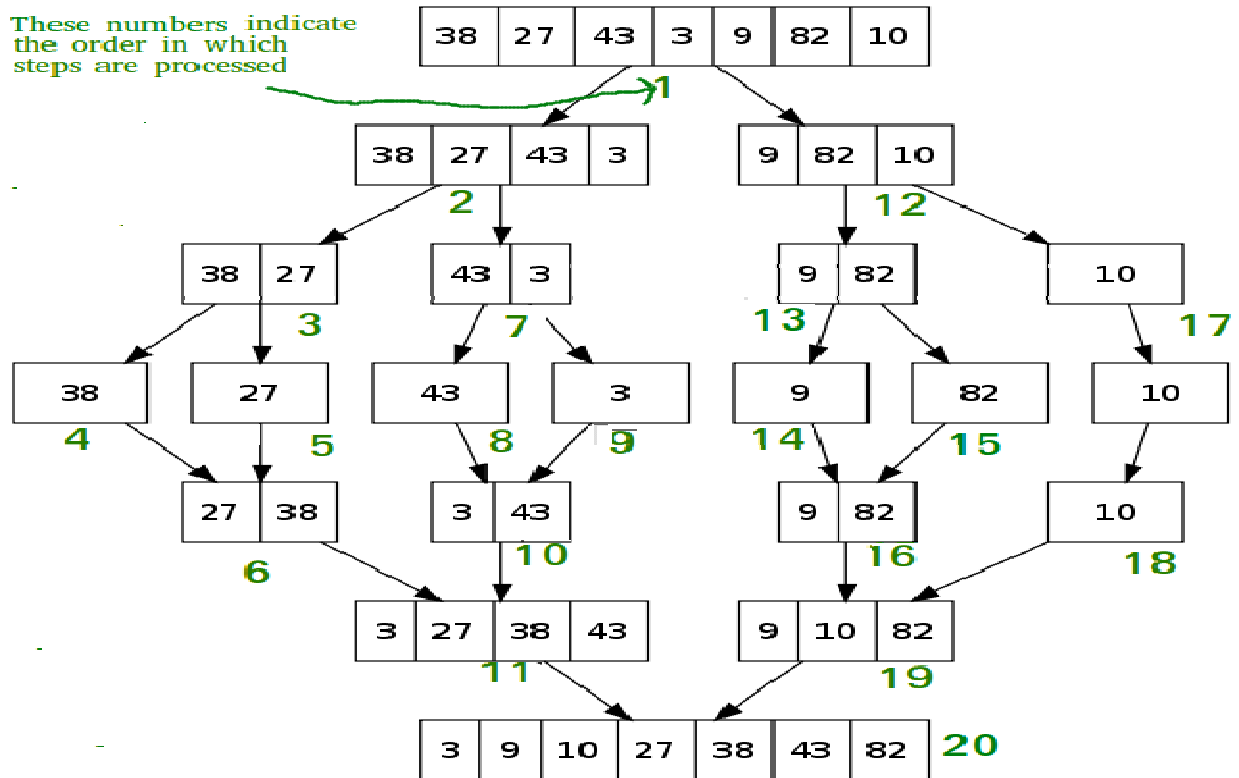 These numbers indicate
the order in which
steps are processed
38 27 43 3 9 82 10
1
38 27 43 3 9 82 10
2 12
38 27 43 3 9 82 10
3 7 13 17
38 27 43 3 9 82 10
4 5 8 9 14 15
27 38 3 43 9 82 10
6 10 16 18
3 27 38 43 9 10 82
11 19
3 9 10 27 38 43 82 20